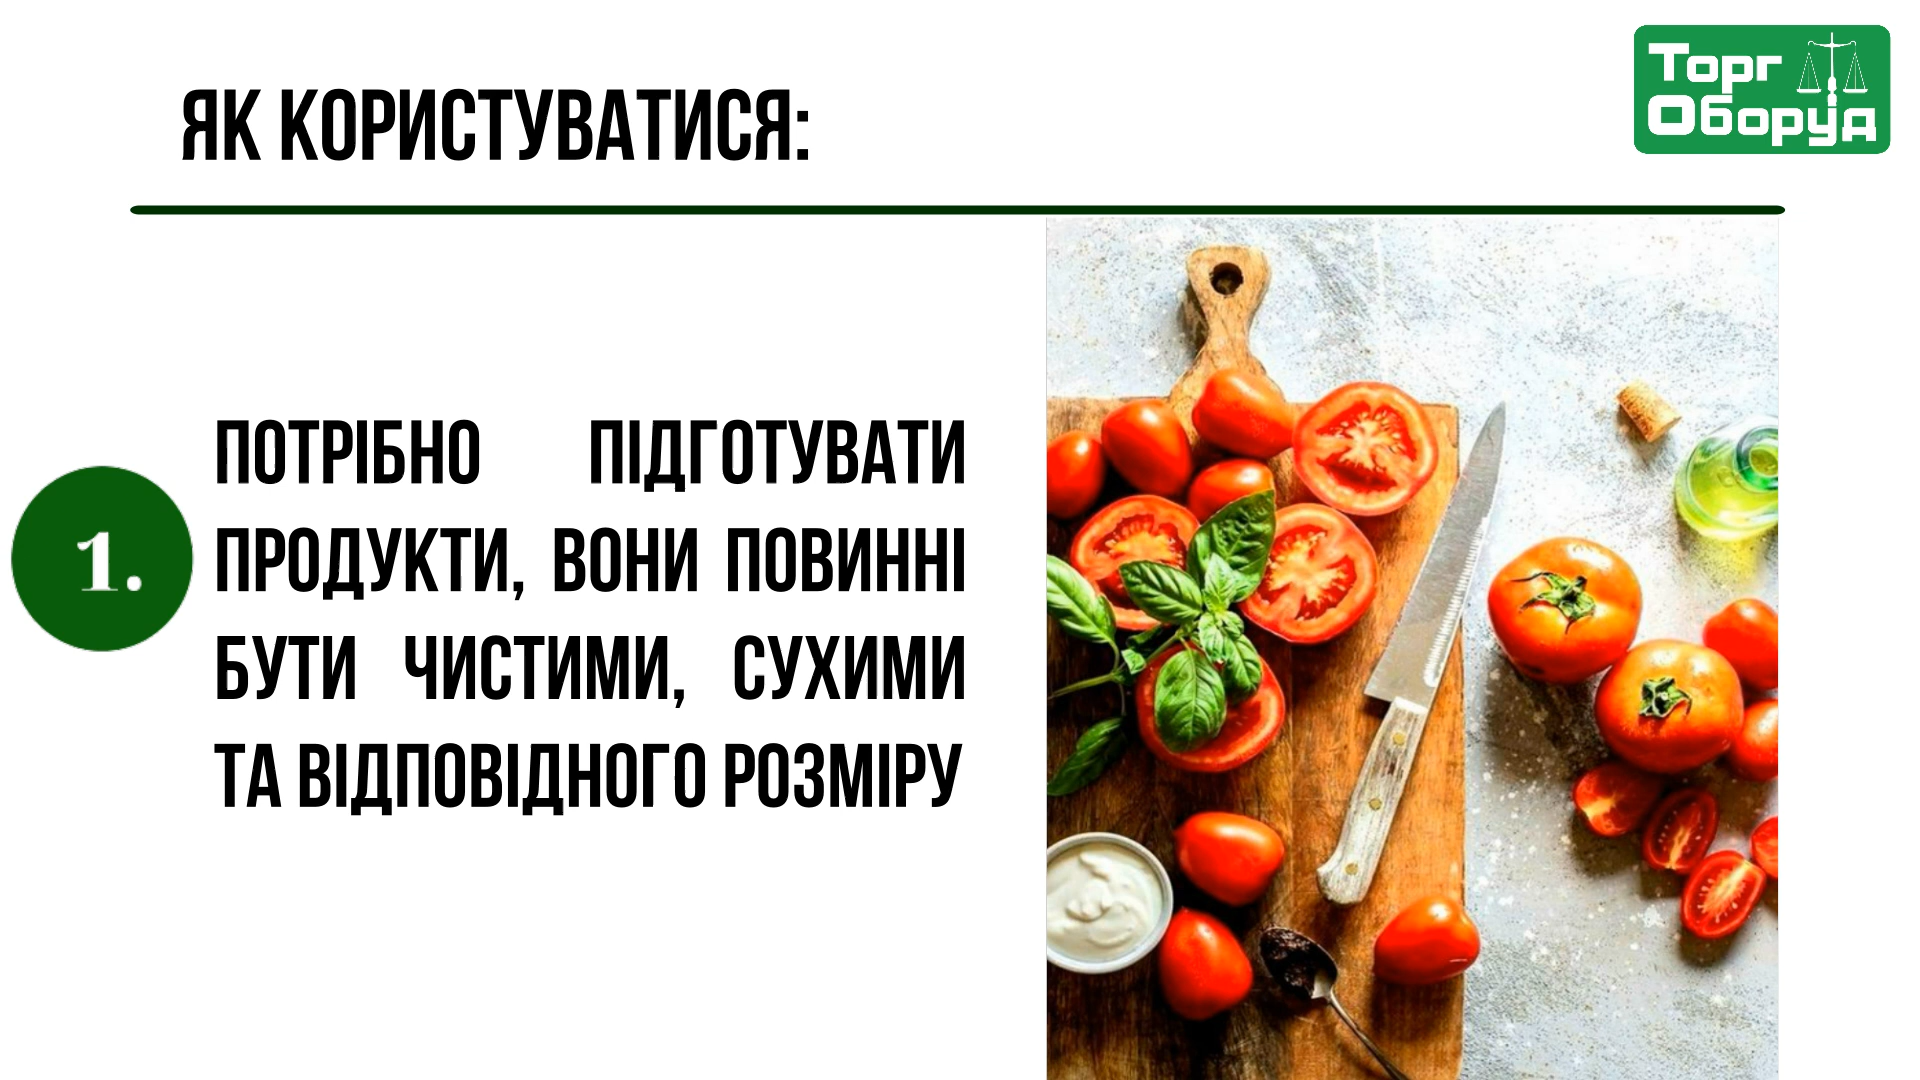 ЯК КОРИСТУВАТИСЯ:
Торг
Оборуд
1.
ПОТРІБНО ПІДГОТУВАТИ
ПРОДУКТИ, ВОНИ ПОВИННІ
БУТИ ЧИСТИМИ, СУХИМИ
ТА ВІДПОВІДНОГО РОЗМІРУ